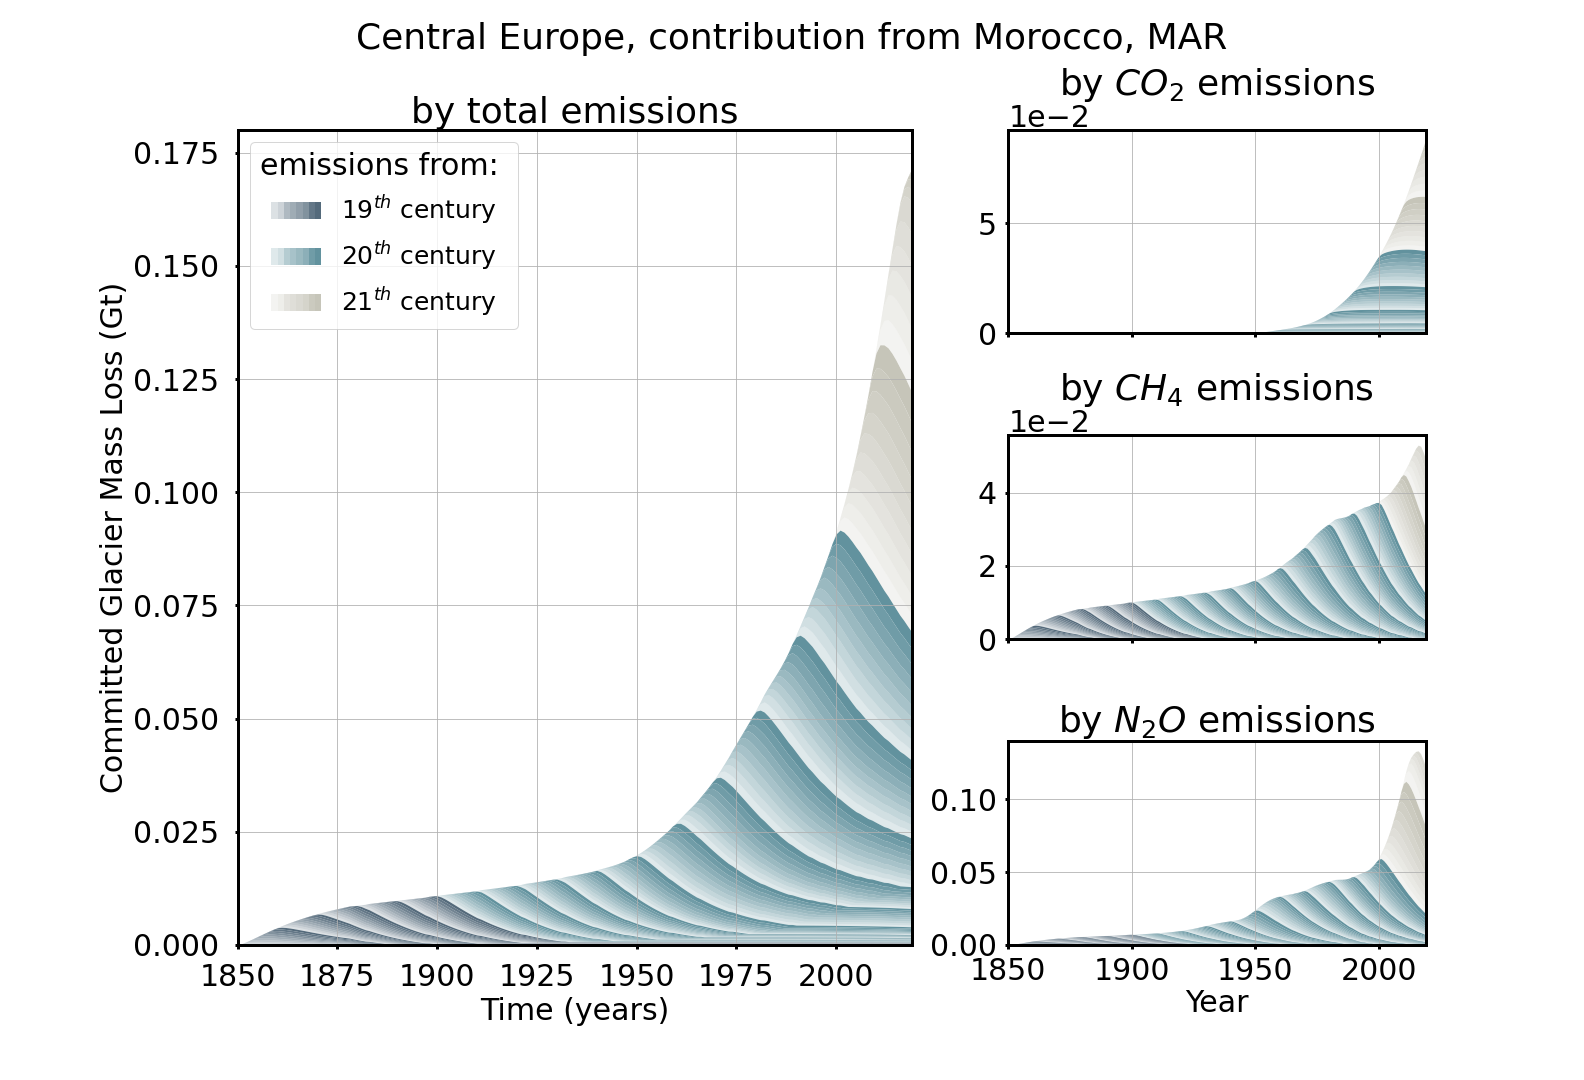 Central Europe, contribution from Morocco, MAR
by total emissions
Committed Glacier Mass Loss (Gt)
0.175
0.150
0.125
0.100
0.075
0.050
0.025
0.000
emissions from:
19th century
20th century
21th century
1850 1875 1900 1925 1950 1975 2000
Time (years)
by CO2 emissions
1e−2
5
0
by CH4 emissions
1e−2
4
2
0
by N2O emissions
0.10
0.05
0.00
1850 1900 1950 2000
Year